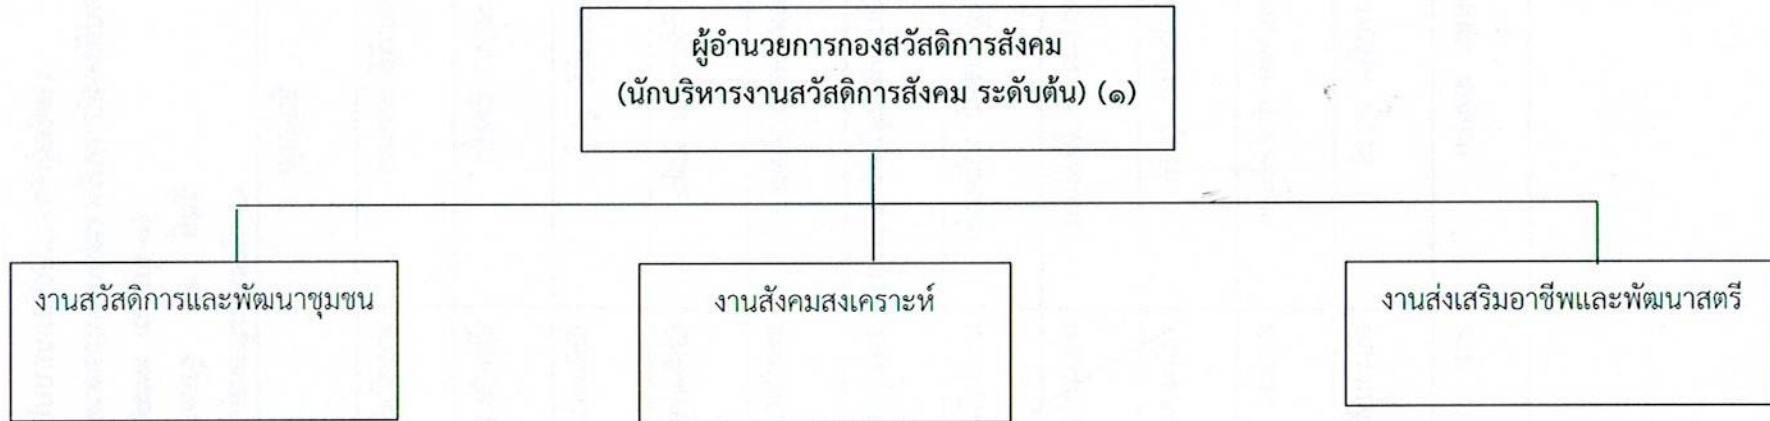 ผู้อำนวยการกองสวัสดิการสังคม
(นักบริหารงานสวัสดิการสังคม ระดับต้น) (๑)
งานสวัสดิการและพัฒนาชุมชน
งานสังคมสงเคราะห์
งานส่งเสริมอาชีพและพัฒนาสตรี